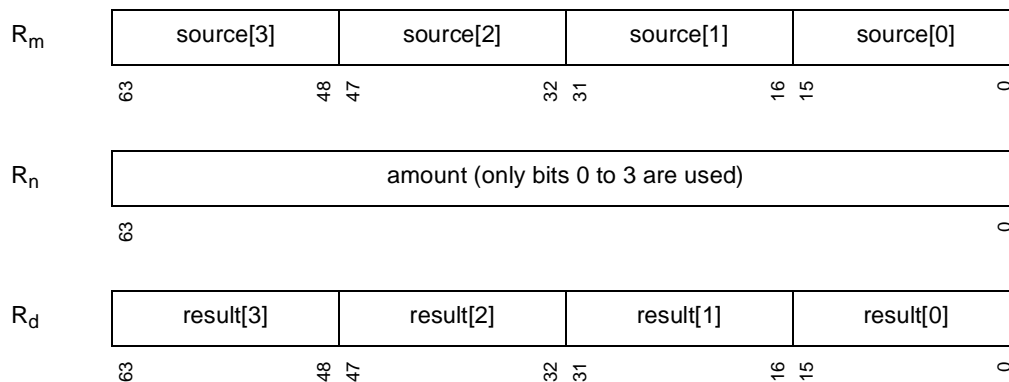 Rm source[3] source[2] source[1] source[0]
63 48 47 32 31 16 15 0
Rn amount (only bits 0 to 3 are used)
63 0
Rd result[3] result[2] result[1] result[0]
63 48 47 32 31 16 15 0